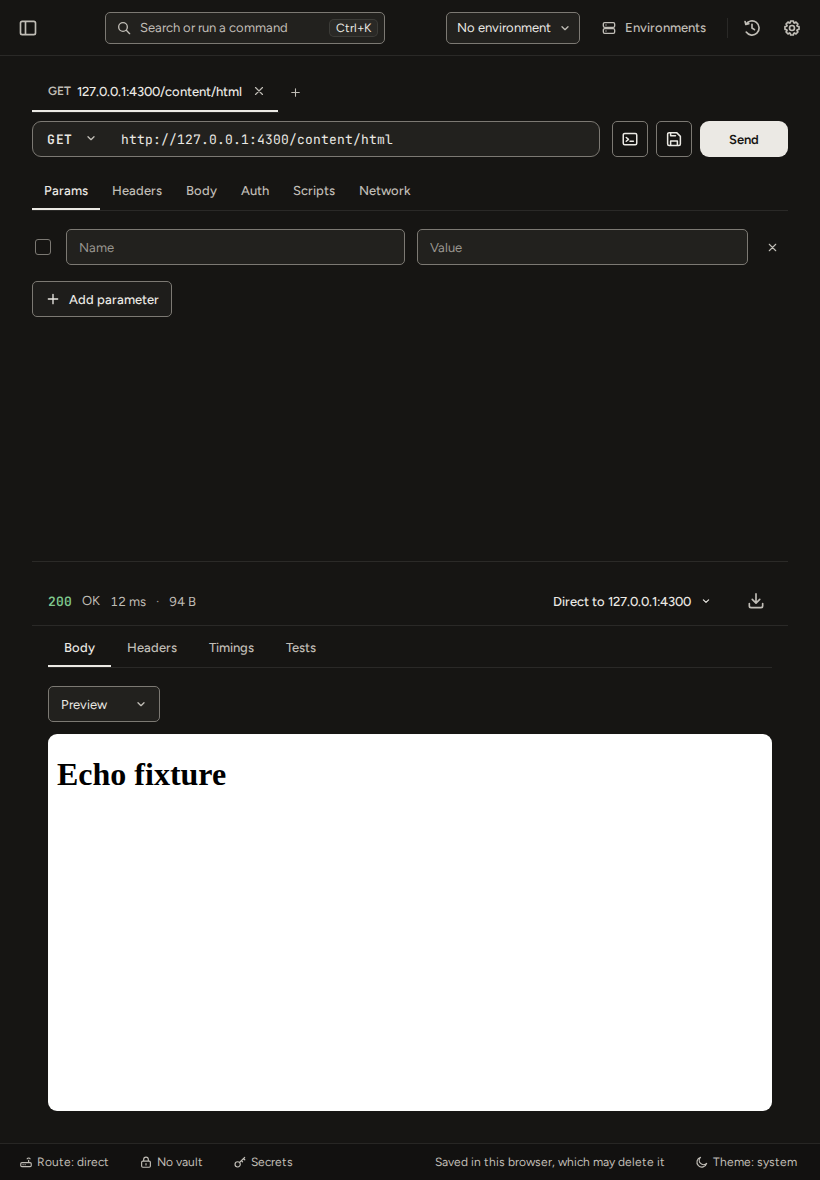 Search or run a command Ctrl+K No environment Environments
GET 127.0.0.1:4300/content/html
GET http://127.0.0.1:4300/content/html Send
Params Headers Body Auth Scripts Network
Name Value
Add parameter
200 OK 12 ms · 94 B Direct to 127.0.0.1:4300
Body Headers Timings Tests
Preview
Echo fixture
Route: direct No vault Secrets Saved in this browser, which may delete it Theme: system